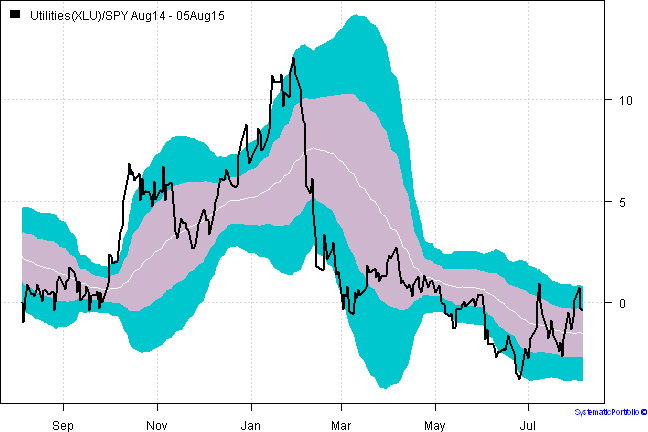 Utilities(XLU)/SPY Aug14 - 05Aug15
10
5
0
SystematicPortfolio ©
Sep Nov Jan Mar May Jul